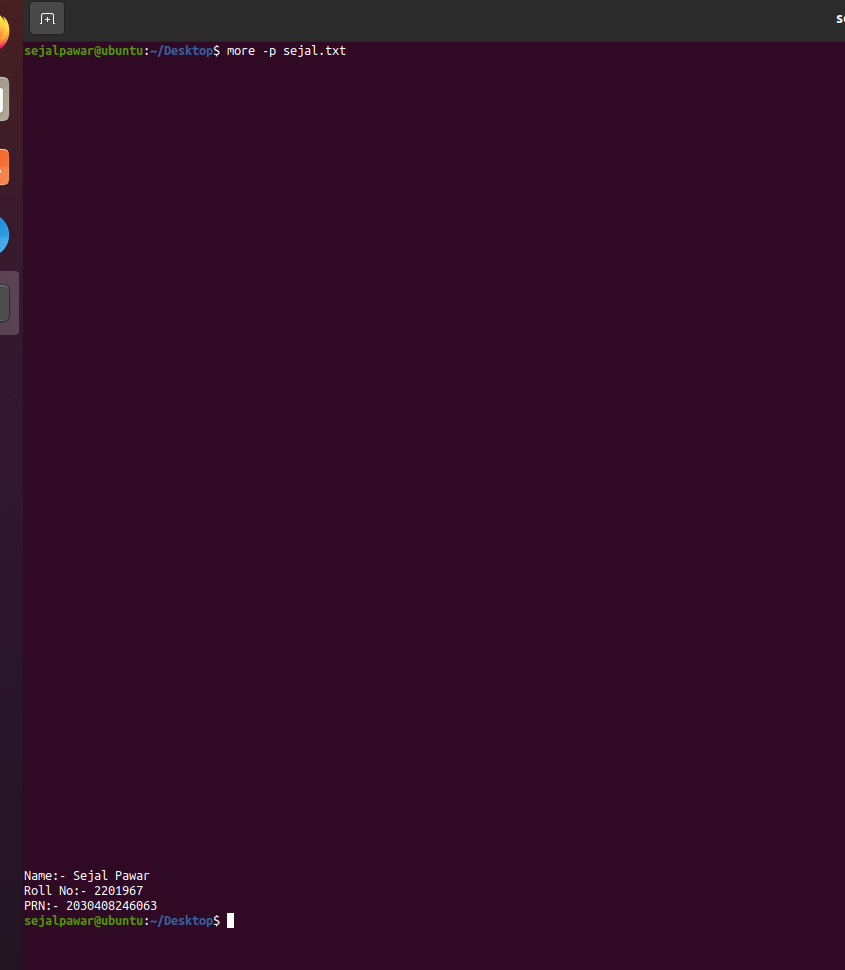 sejalpawar@ubuntu:~/Desktop$ more -p sejal.txt
Name:- Sejal Pawar
Roll No:- 2201967
PRN:- 2030408246063
sejalpawar@ubuntu:~/Desktop$